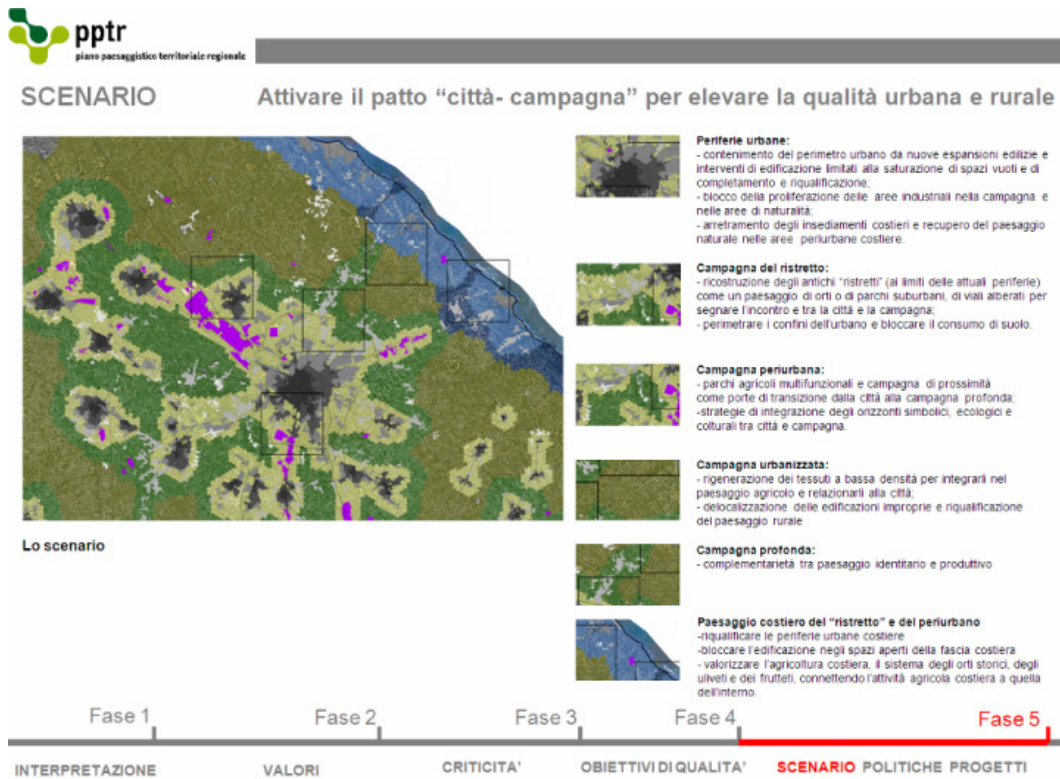 pptr
piano paesaggistico territoriale regionale
SCENARIO
Attivare il patto “città- campagna” per elevare la qualità urbana e rurale
Periferie urbane:
- contenimento del perimetro urbano da nuove espansioni edilizie e
interventi di edificazione limitati alla saturazione di spazi vuoti e di
completamento e riqualificazione;
- blocco della proliferazione delle aree industriali nella campagna e
nelle aree di naturalità;
- arretramento degli insediamenti costieri e recupero del paesaggio
naturale nelle aree periurbane costiere.
Campagna del ristretto:
- ricostruzione degli antichi “ristretti” (ai limiti delle attuali periferie)
come un paesaggio di orti o di parchi suburbani, di viali alberati per
segnare l'incontro e tra la città e la campagna;
- perimetrare i confini dell'urbano e bloccare il consumo di suolo.
Campagna periurbana:
- parchi agricoli multifunzionali e campagna di prossimità
come porte di transizione dalla città alla campagna profonda;
-strategie di integrazione degli orizzonti simbolici, ecologici e
colturali tra città e campagna.
Campagna urbanizzata:
- rigenerazione dei tessuti a bassa densità per integrarli nel
paesaggio agricolo e relazionarli alla città;
- delocalizzazione delle edificazioni improprie e riqualificazione
del paesaggio rurale
Lo scenario
Campagna profonda:
- complementarietà tra paesaggio identitario e produttivo
Paesaggio costiero del “ristretto” e del periurbano
-riqualificare le periferie urbane costiere
-bloccare l'edificazione negli spazi aperti della fascia costiera
- valorizzare l'agricoltura costiera, il sistema degli orti storici, degli
uliveti e dei frutteti, connettendo l'attività agricola costiera a quella
dell'interno.
Fase 1
Fase 2
Fase 3
Fase 4
Fase 5
INTERPRETAZIONE
VALORI
CRITICITA'
OBIETTIVI DI QUALITA'
SCENARIO POLITICHE PROGETTI